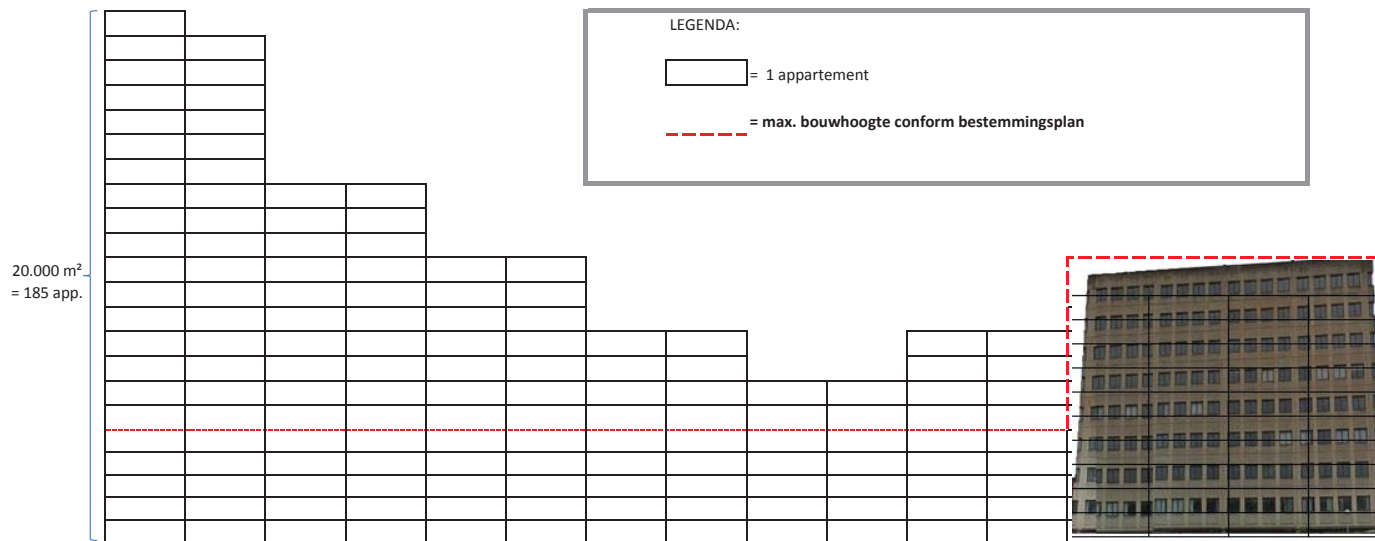 LEGENDA:
= 1 appartement
= max. bouwhoogte conform bestemmingsplan
20.000 m²
= 185 app.